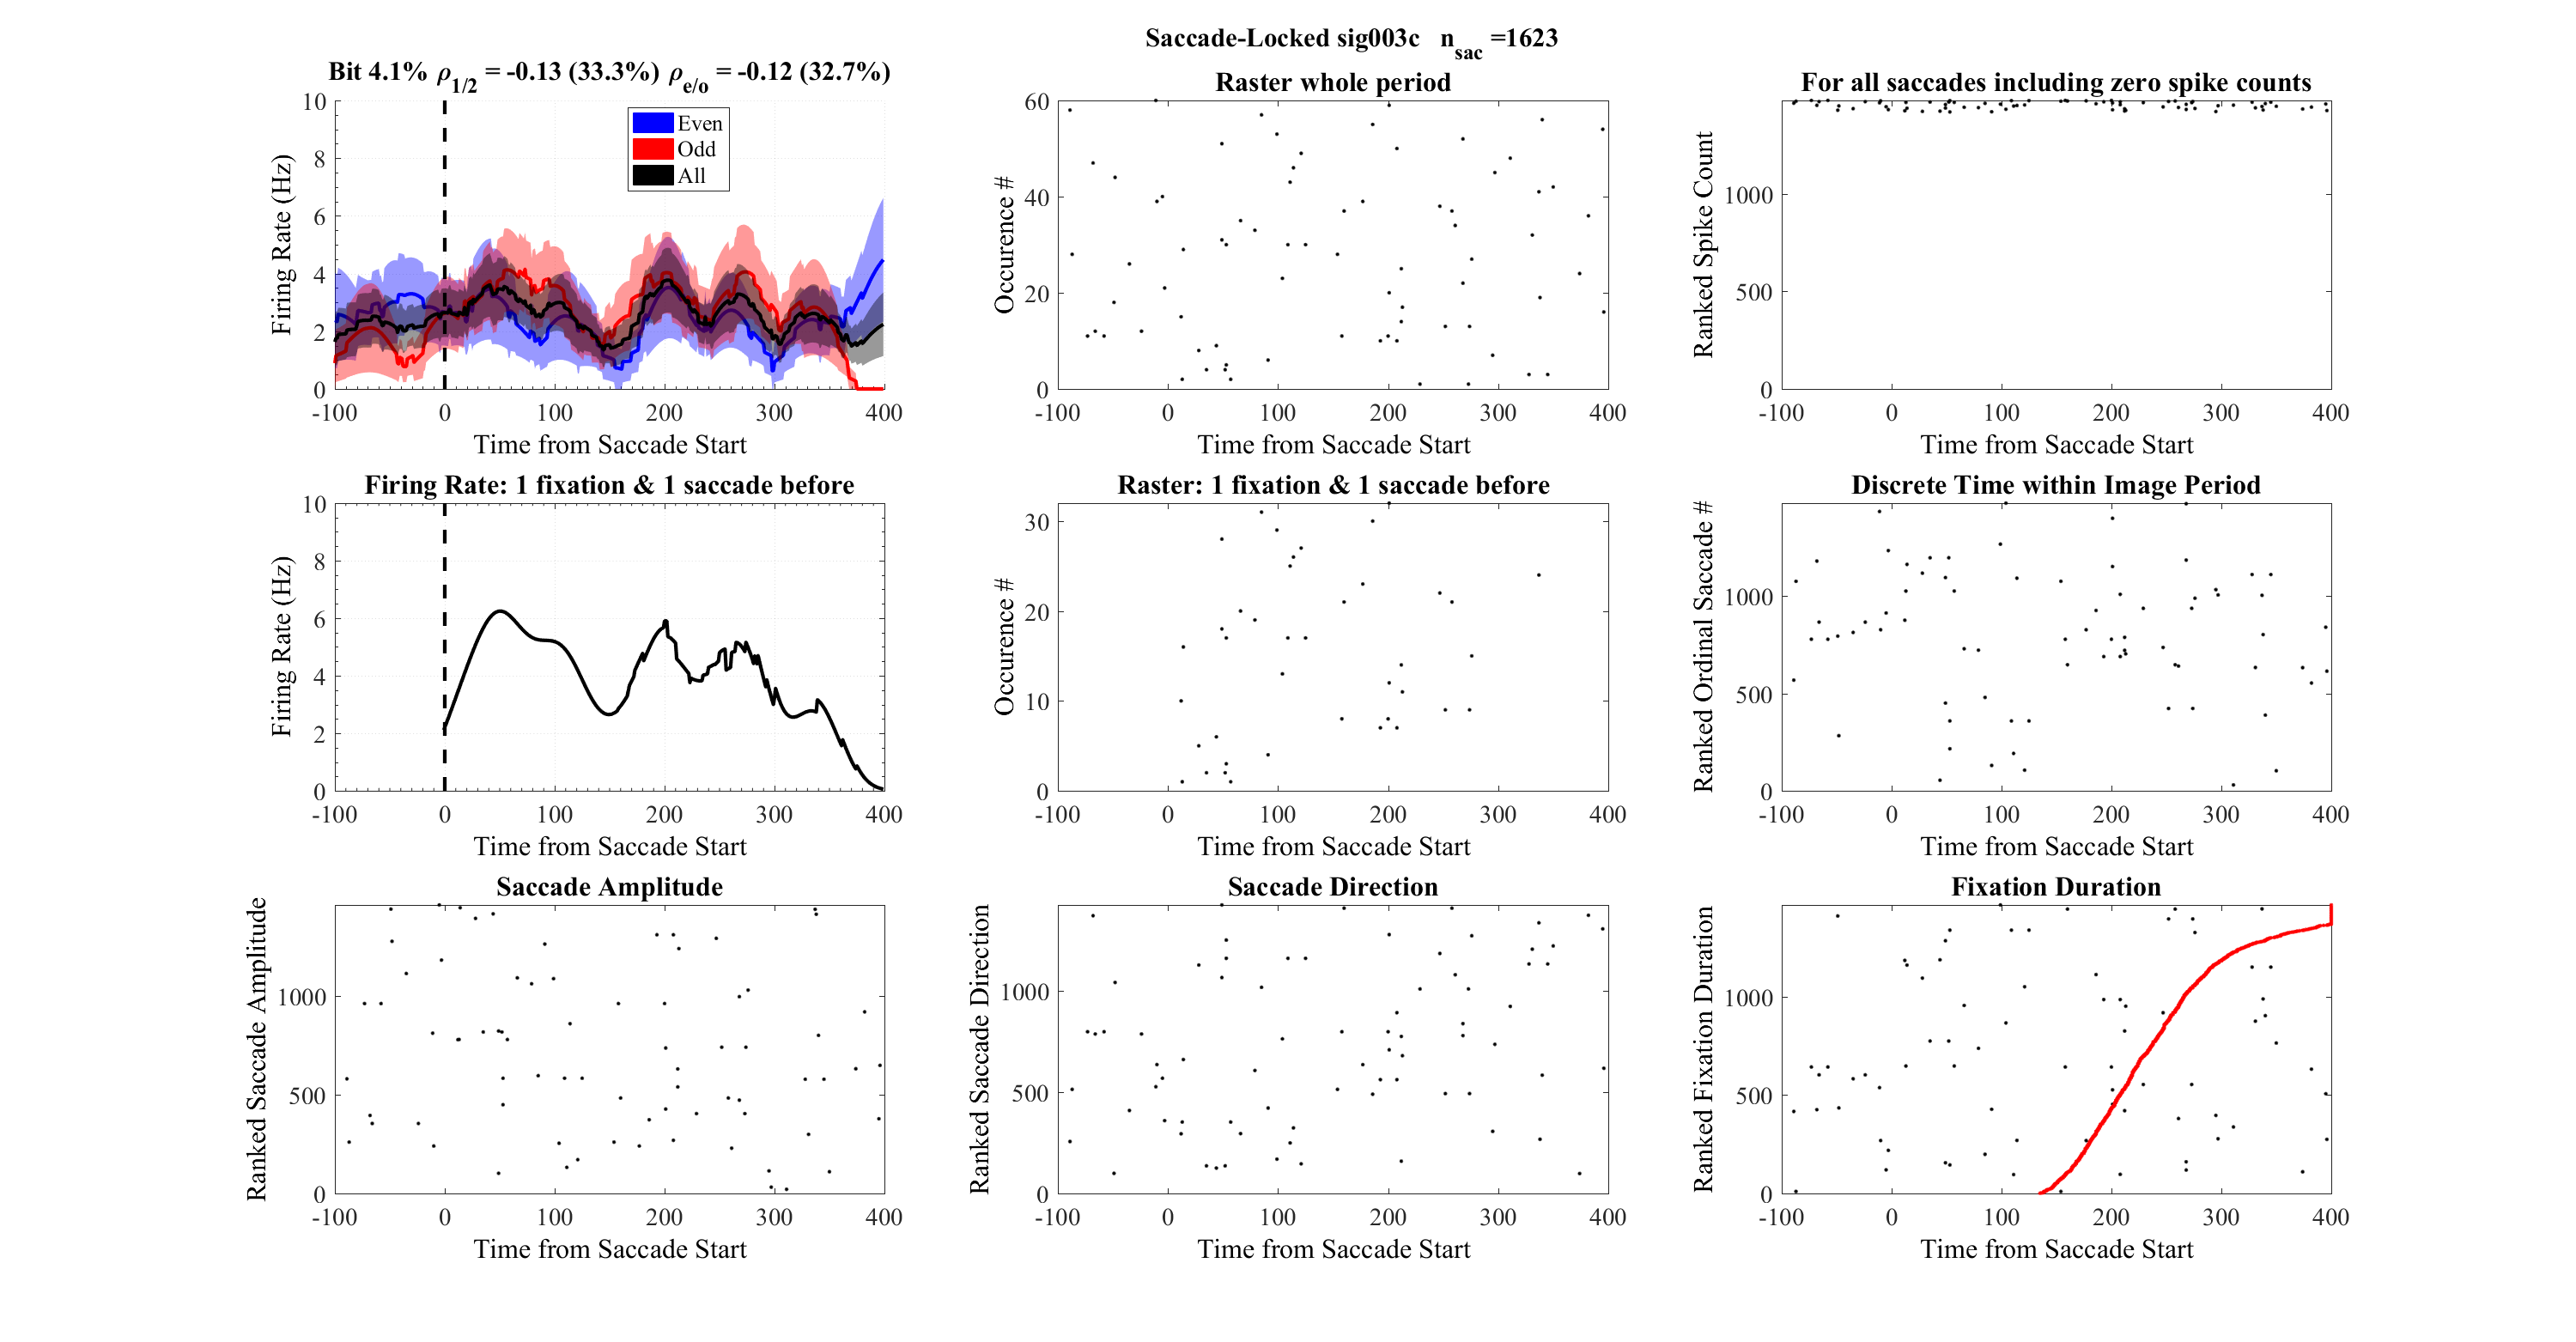 Saccade-Locked sig003c n_sac =1623
Bit 4.1% ρ_1/2 = -0.13 (33.3%) ρ_e/o = -0.12 (32.7%)
Firing Rate (Hz)
10
8
6
4
2
0
Even
Odd
All
-100 0 100 200 300 400
Time from Saccade Start
Raster whole period
Occurence #
60
40
20
0
-100 0 100 200 300 400
Time from Saccade Start
For all saccades including zero spike counts
Ranked Spike Count
1000
500
0
-100 0 100 200 300 400
Time from Saccade Start
Firing Rate: 1 fixation & 1 saccade before
Firing Rate (Hz)
10
8
6
4
2
0
-100 0 100 200 300 400
Time from Saccade Start
Raster: 1 fixation & 1 saccade before
Occurence #
30
20
10
0
-100 0 100 200 300 400
Time from Saccade Start
Discrete Time within Image Period
Ranked Ordinal Saccade #
1000
500
0
-100 0 100 200 300 400
Time from Saccade Start
Saccade Amplitude
Ranked Saccade Amplitude
1000
500
0
-100 0 100 200 300 400
Time from Saccade Start
Saccade Direction
Ranked Saccade Direction
1000
500
0
-100 0 100 200 300 400
Time from Saccade Start
Fixation Duration
Ranked Fixation Duration
1000
500
0
-100 0 100 200 300 400
Time from Saccade Start